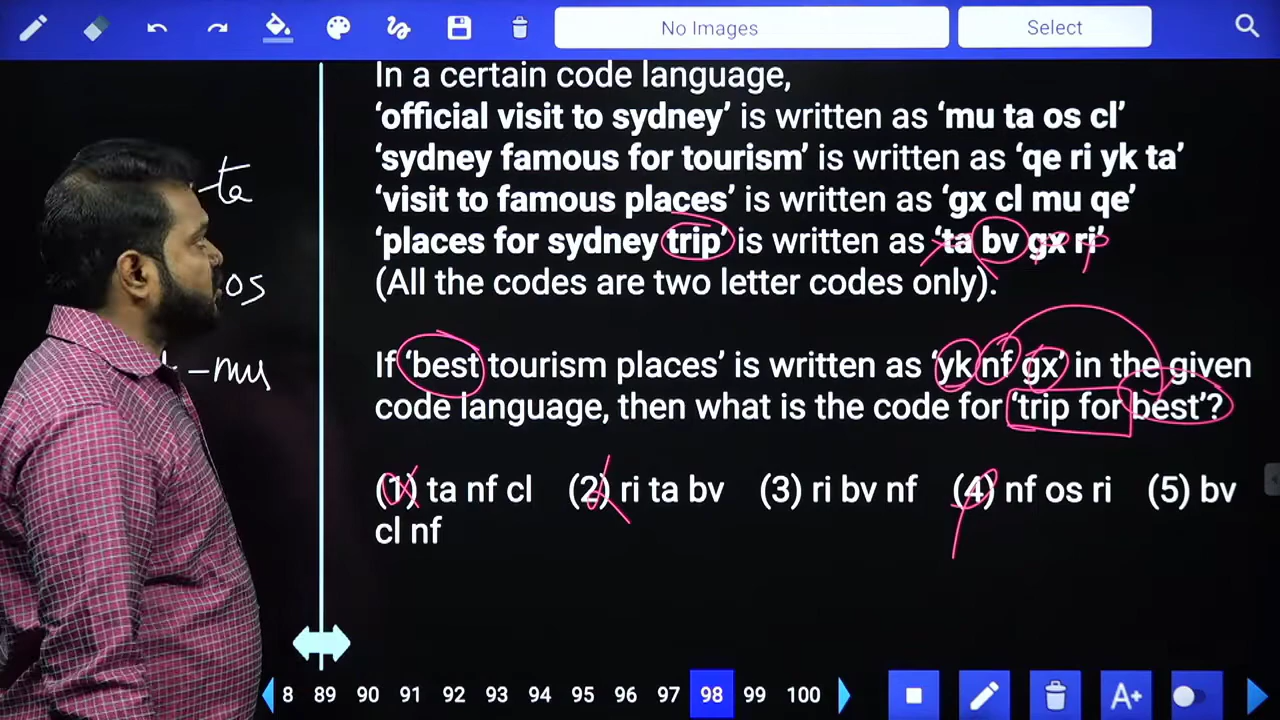 No Images
Select
In a certain code language,
‘official visit to sydney’ is written as ‘mu ta os cl’
‘sydney famous for tourism’ is written as ‘qe ri yk ta’
‘visit to famous places’ is written as ‘gx cl mu qe’
‘places for sydney trip’ is written as ‘ta bv gx ri’
(All the codes are two letter codes only).
If ‘best tourism places’ is written as ‘yk nf gx’ in the given
code language, then what is the code for ‘trip for best’?
(1) ta nf cl (2) ri ta bv (3) ri bv nf (4) nf os ri (5) bv
cl nf
os
-mu
8 89 90 91 92 93 94 95 96 97 98 99 100
A+